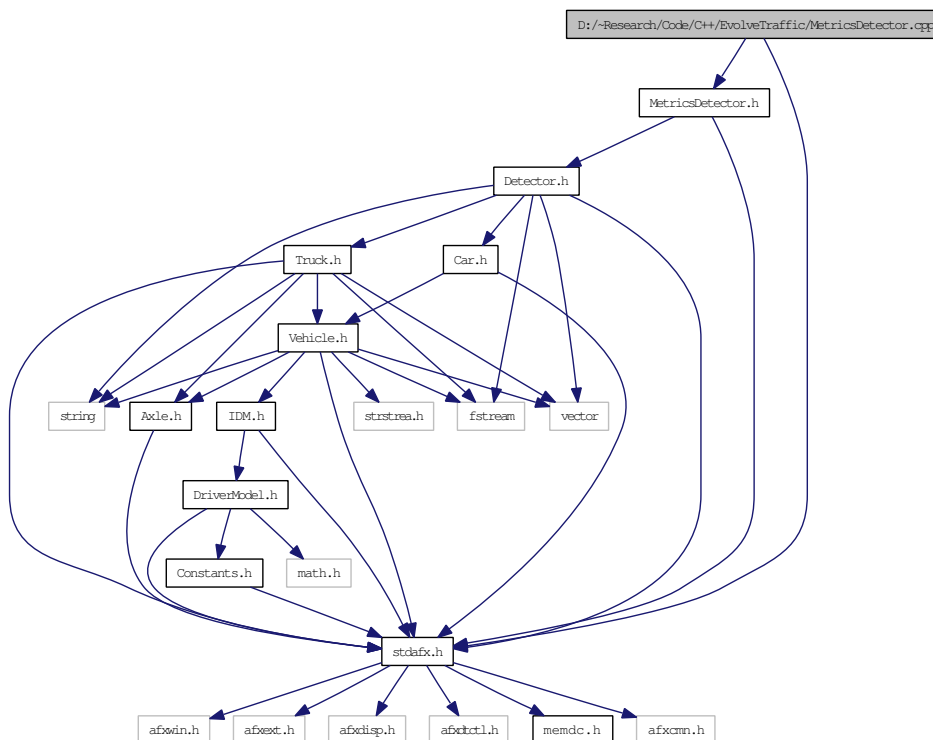 D:/~Research/Code/C++/EvolveTraffic/MetricsDetector.cpp
MetricsDetector.h
Detector.h
Truck.h
Car.h
Vehicle.h
string
Axle.h
IDM.h
strstrea.h
fstream
vector
DriverModel.h
Constants.h
math.h
stdafx.h
afxwin.h
afxext.h
afxdisp.h
afxdtctl.h
memdc.h
afxcmn.h